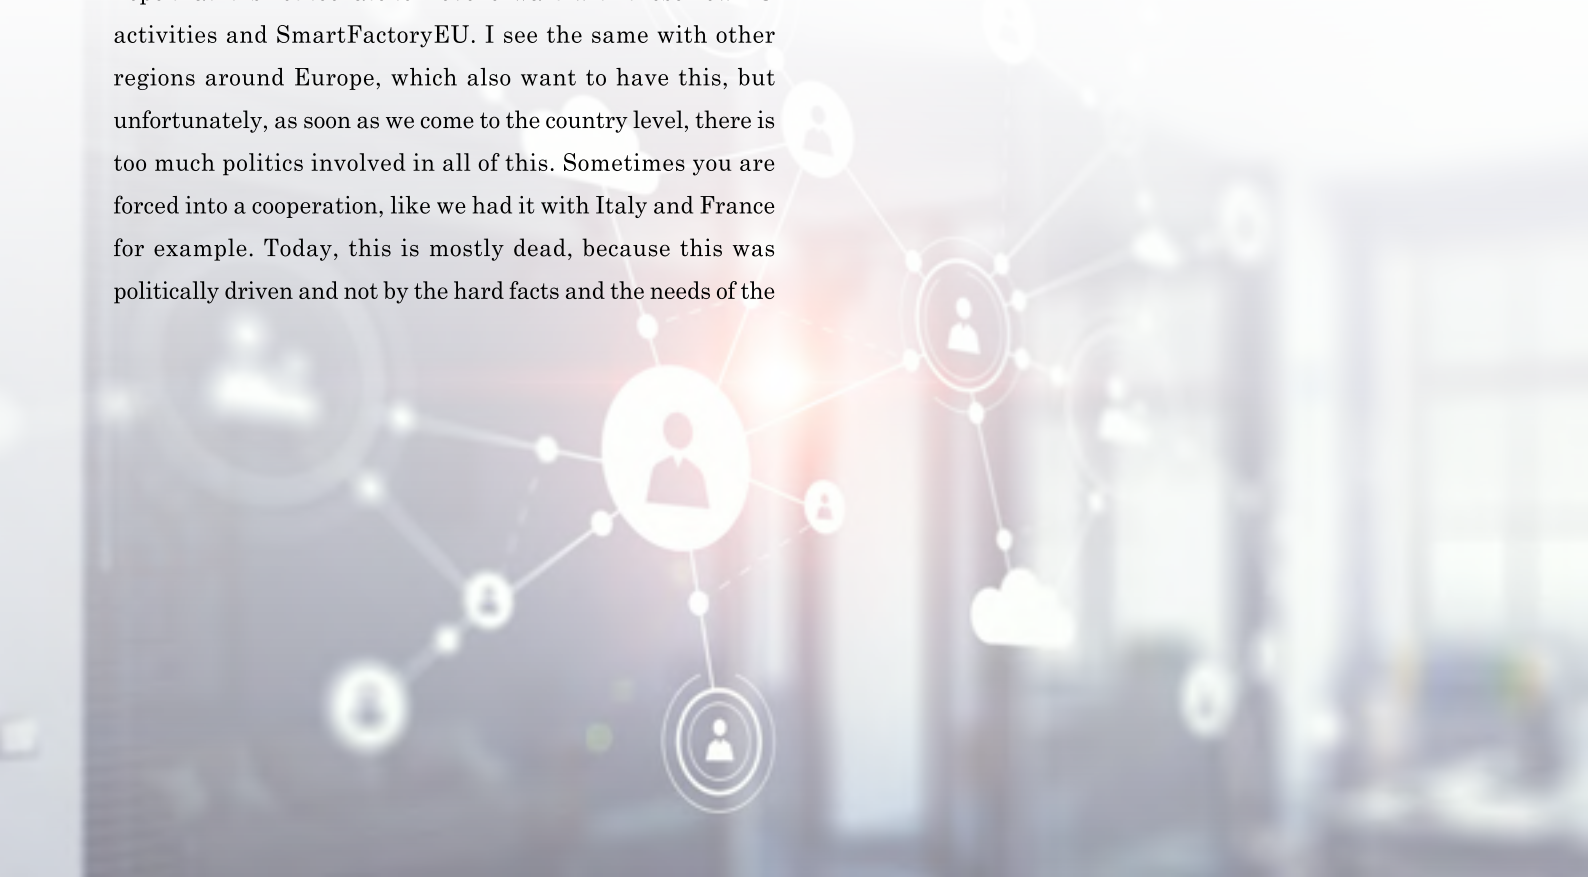 activities and SmartFactoryEU. I see the same with other
regions around Europe, which also want to have this, but
unfortunately, as soon as we come to the country level, there is
too much politics involved in all of this. Sometimes you are
forced into a cooperation, like we had it with Italy and France
for example. Today, this is mostly dead, because this was
politically driven and not by the hard facts and the needs of the